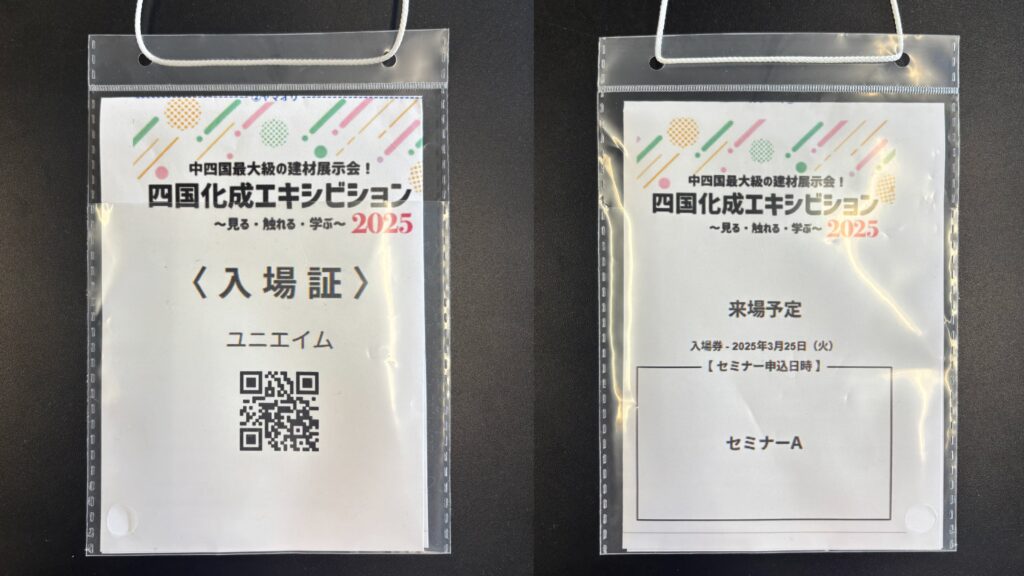 中四国最大級の建材展示会！
四国化成エキシビション
〜見る・触れる・学ぶ〜 2025
〈入場証〉
ユニエイム
中四国最大級の建材展示会！
四国化成エキシビション
〜見る・触れる・学ぶ〜 2025
来場予定
入場券 - 2025年3月25日（火）
【 セミナー申込日時 】
セミナーA